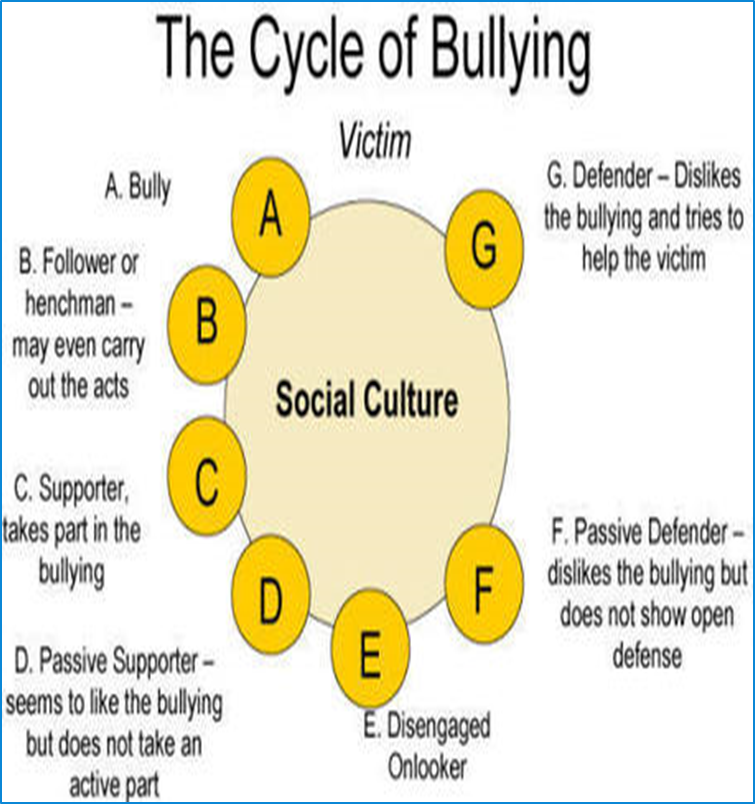 The Cycle of Bullying
Victim
A. Bully
A
B. Follower or
henchman –
may even carry
out the acts
B
C. Supporter,
takes part in the
bullying
C
D. Passive Supporter –
seems to like the bullying
but does not take an
active part
D
Social Culture
E
E. Disengaged
Onlooker
F
F. Passive Defender –
dislikes the bullying but
does not show open
defense
G
G. Defender – Dislikes
the bullying and tries to
help the victim